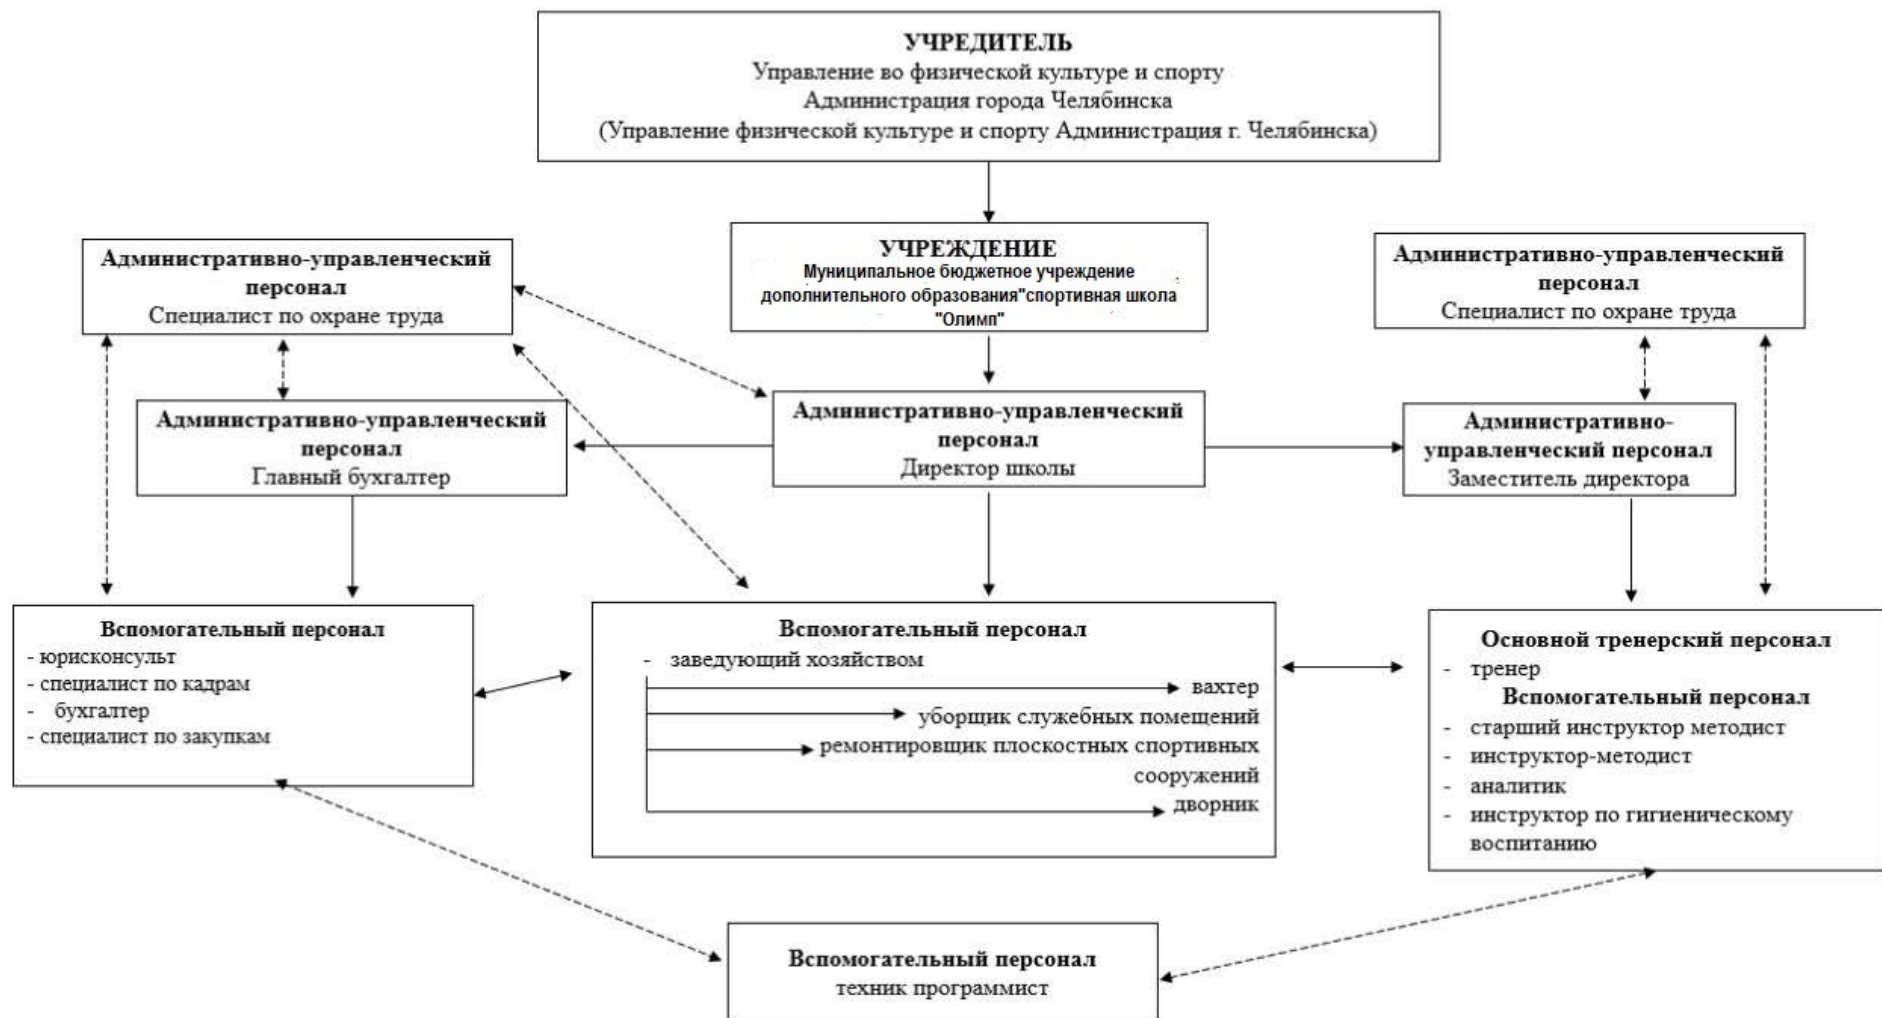 УЧРЕДИТЕЛЬ
Управление во физической культуре и спорту
Администрация города Челябинска
(Управление физической культуре и спорту Администрация г. Челябинска)
УЧРЕЖДЕНИЕ
Муниципальное бюджетное учреждение
дополнительного образования"спортивная школа
"Олимп"
Административно-управленческий
персонал
Специалист по охране труда
Административно-управленческий
персонал
Специалист по охране труда
Административно-управленческий
персонал
Главный бухгалтер
Административно-управленческий
персонал
Директор школы
Административно-
управленческий персонал
Заместитель директора
Вспомогательный персонал
- юрисконсульт
- специалист по кадрам
- бухгалтер
- специалист по закупкам
Вспомогательный персонал
- заведующий хозяйством
вахтер
уборщик служебных помещений
ремонтировщик плоскостных спортивных
сооружений
дворник
Основной тренерский персонал
- тренер
Вспомогательный персонал
- старший инструктор методист
- инструктор-методист
- аналитик
- инструктор по гигиеническому
воспитанию
Вспомогательный персонал
техник программист